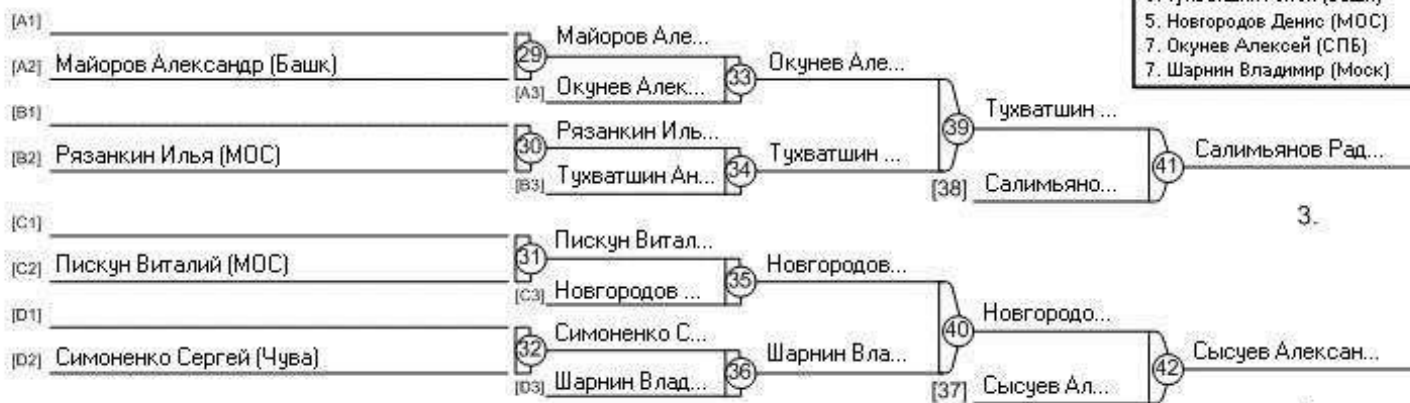 5. Новгородов Денис (МОС)
7. Окунев Алексей (СПБ)
7. Шарнин Владимир (Моск)
[A1]
Майоров Але...
[A2] Майоров Александр (Башк)
29
Окунев Але...
[A3] Окунев Алек...
33
[B1]
Тухватшин ...
Рязанкин Иль...
39
[B2] Рязанкин Илья (МОС)
30
Тухватшин ...
Салимьянов Рад...
[B3] Тухватшин Ан...
34
41
[38] Салимьяно...
3.
[C1]
Пискун Витал...
[C2] Пискун Виталий (МОС)
31
Новгородов...
[C3] Новгородов ...
35
[D1]
Новгородо...
Симоненко С...
40
[D2] Симоненко Сергей (Чува)
32
Шарнин Вла...
Сысуев Алексан...
[D3] Шарнин Влад...
36
42
[37] Сысуев Ал...